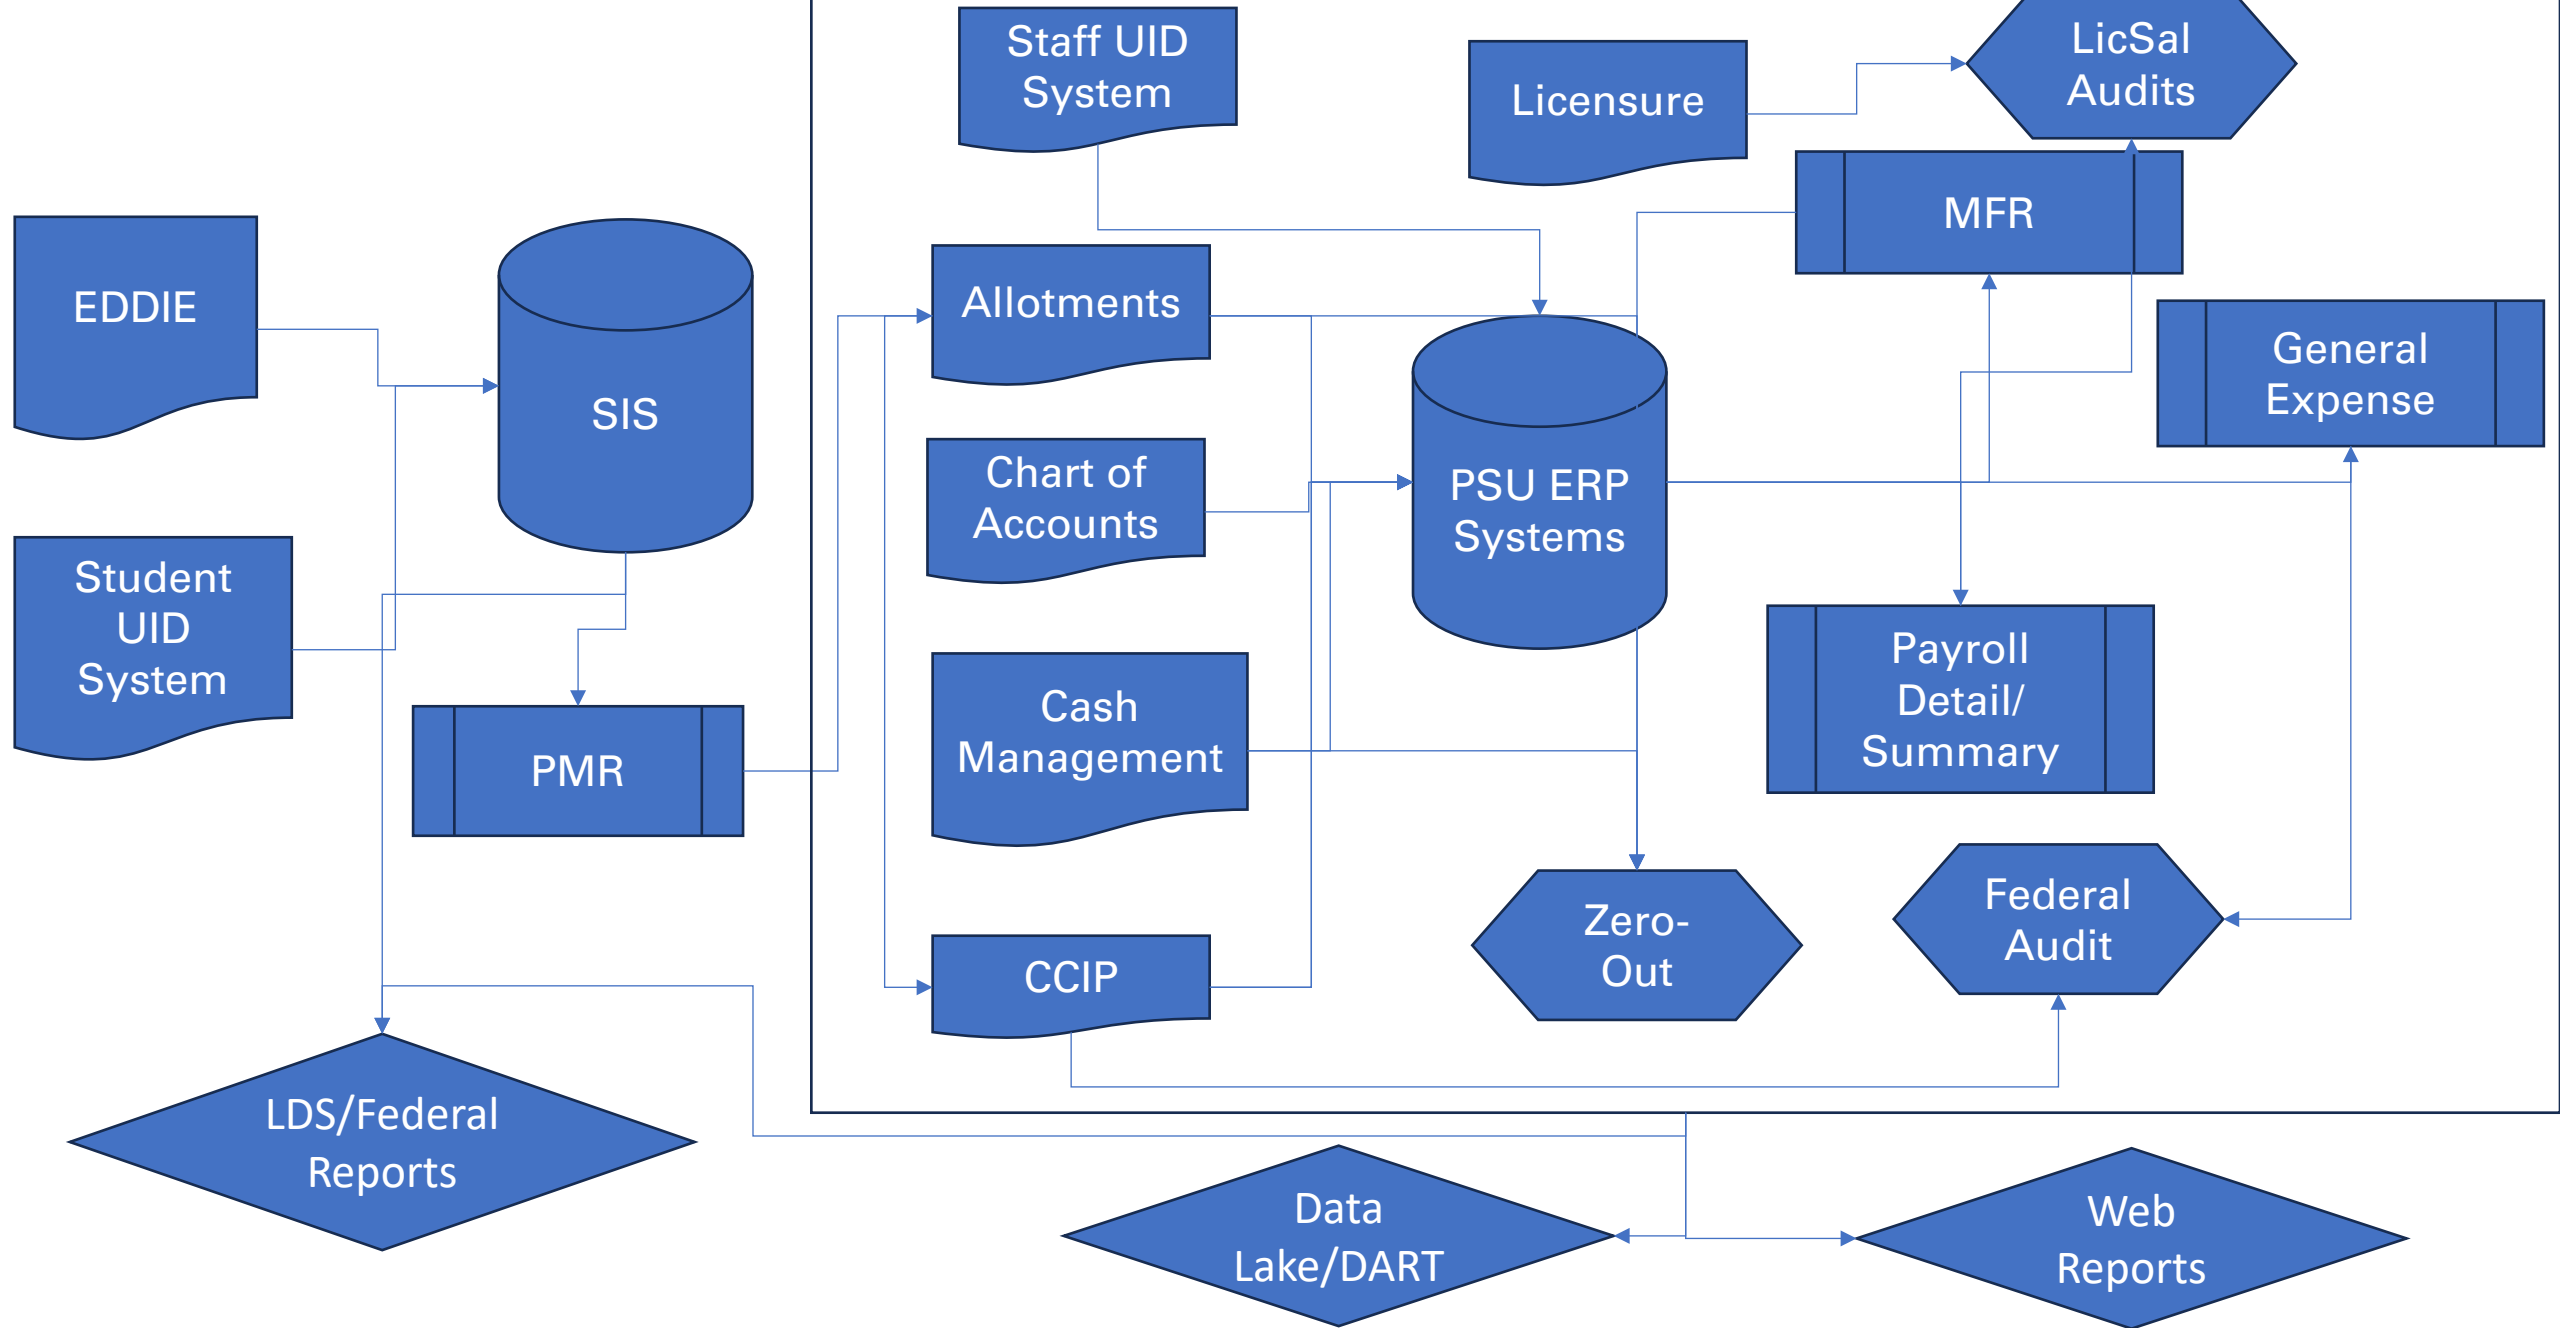 Staff UID
System
Licensure
LicSal
Audits
MFR
EDDIE
SIS
Allotments
General
Expense
Chart of
Accounts
PSU ERP
Systems
Student
UID
System
PMR
Cash
Management
Payroll
Detail/
Summary
Zero-
Out
Federal
Audit
CCIP
LDS/Federal
Reports
Data
Lake/DART
Web
Reports